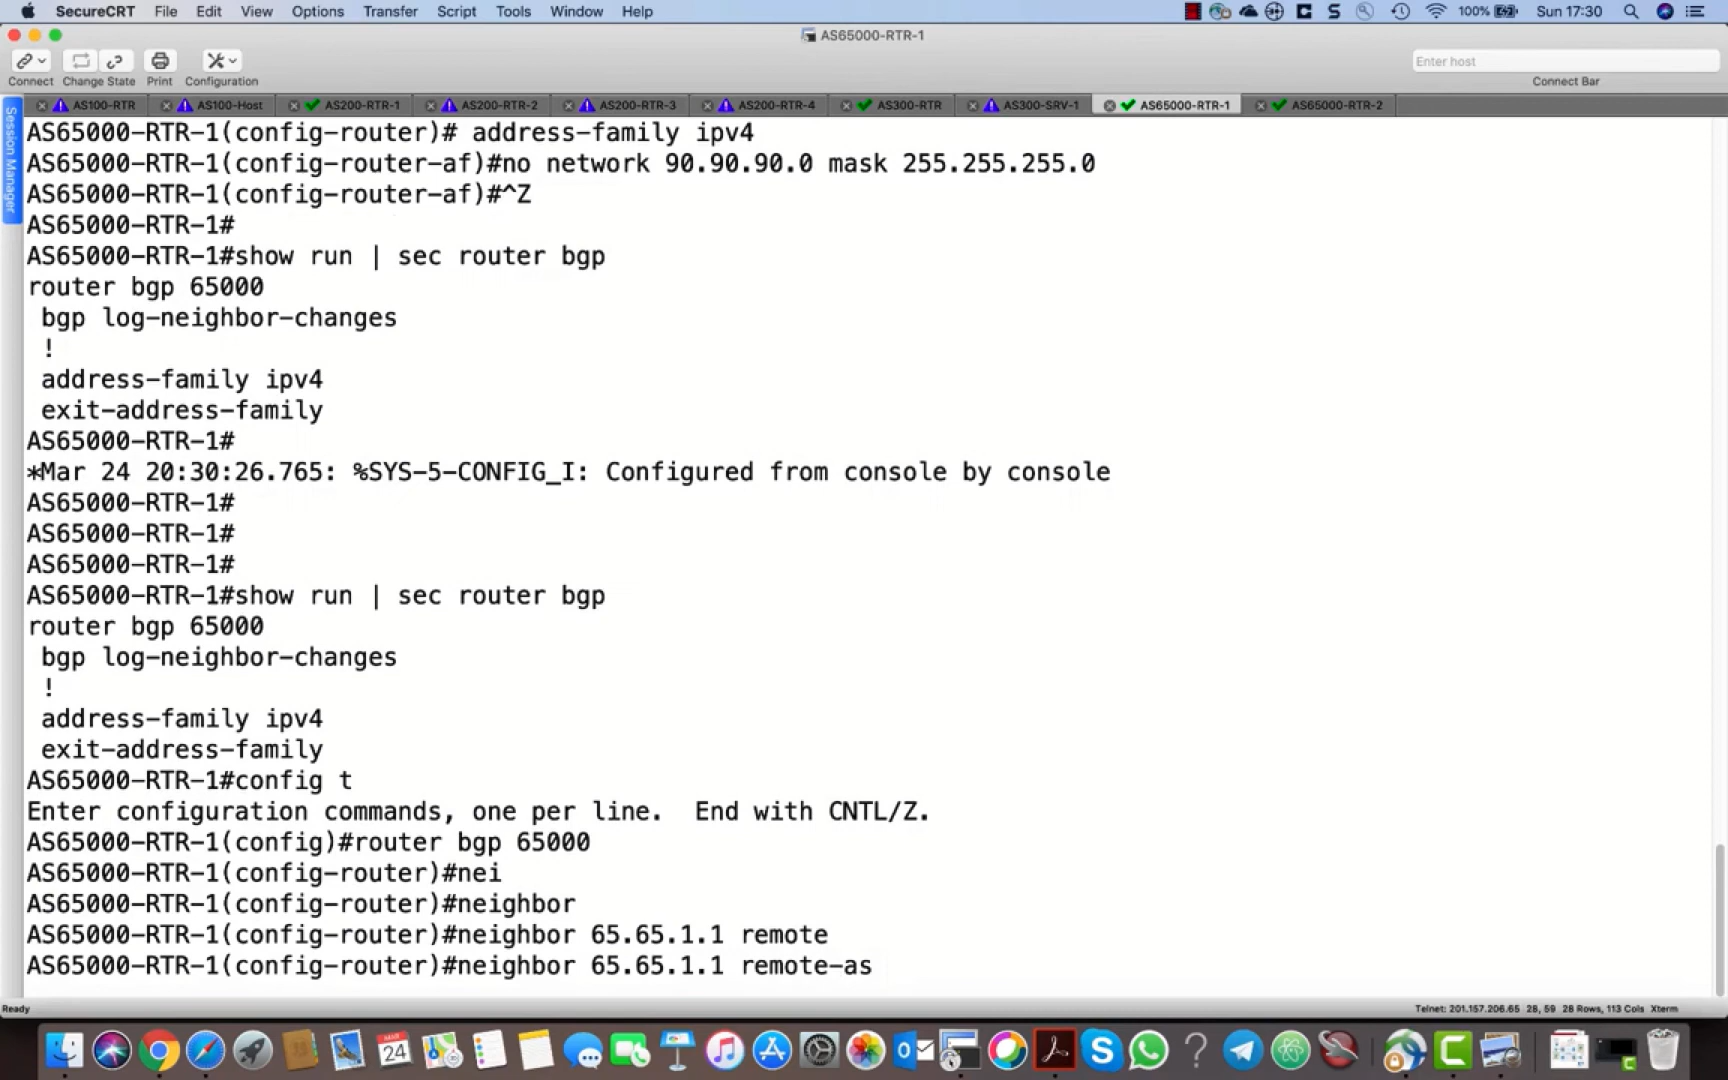 SecureCRT File Edit View Options Transfer Script Tools Window Help 100% Sun 17:30
AS65000-RTR-1
Connect Change State Print Configuration
Enter host
Connect Bar
AS100-RTR AS100-Host AS200-RTR-1 AS200-RTR-2 AS200-RTR-3 AS200-RTR-4 AS300-RTR AS300-SRV-1 AS65000-RTR-1 AS65000-RTR-2
Session Manager
AS65000-RTR-1(config-router)# address-family ipv4
AS65000-RTR-1(config-router-af)#no network 90.90.90.0 mask 255.255.255.0
AS65000-RTR-1(config-router-af)#^Z
AS65000-RTR-1#
AS65000-RTR-1#show run | sec router bgp
router bgp 65000
bgp log-neighbor-changes
!
address-family ipv4
exit-address-family
AS65000-RTR-1#
*Mar 24 20:30:26.765: %SYS-5-CONFIG_I: Configured from console by console
AS65000-RTR-1#
AS65000-RTR-1#
AS65000-RTR-1#
AS65000-RTR-1#show run | sec router bgp
router bgp 65000
bgp log-neighbor-changes
!
address-family ipv4
exit-address-family
AS65000-RTR-1#config t
Enter configuration commands, one per line.  End with CNTL/Z.
AS65000-RTR-1(config)#router bgp 65000
AS65000-RTR-1(config-router)#nei
AS65000-RTR-1(config-router)#neighbor
AS65000-RTR-1(config-router)#neighbor 65.65.1.1 remote
AS65000-RTR-1(config-router)#neighbor 65.65.1.1 remote-as
Ready
Telnet: 201.157.206.65 28, 59 28 Rows, 113 Cols Xterm
24